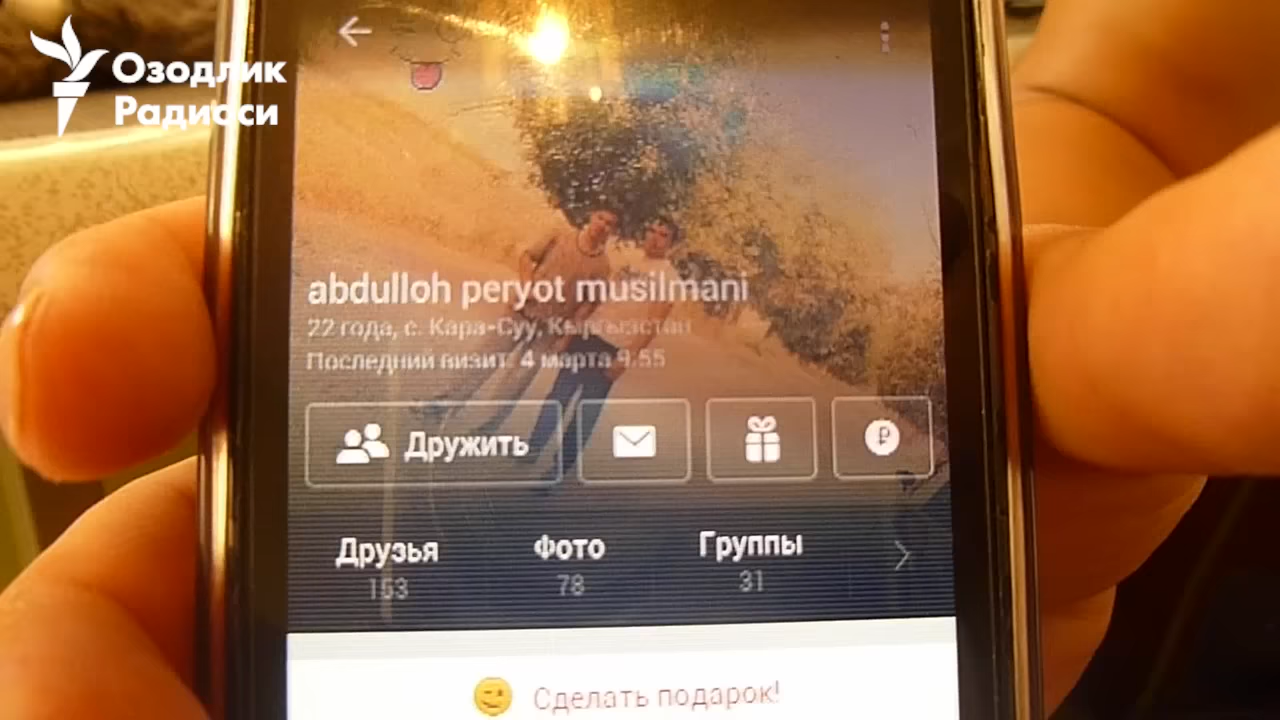 Озодлик
Радиоси
abdulloh peryot musilmani
22 года, с. Кара-Суу, Кыргызстан
Последний визит: 4 марта 9:55
Дружить
Друзья Фото Группы
153 78 31
Сделать подарок!